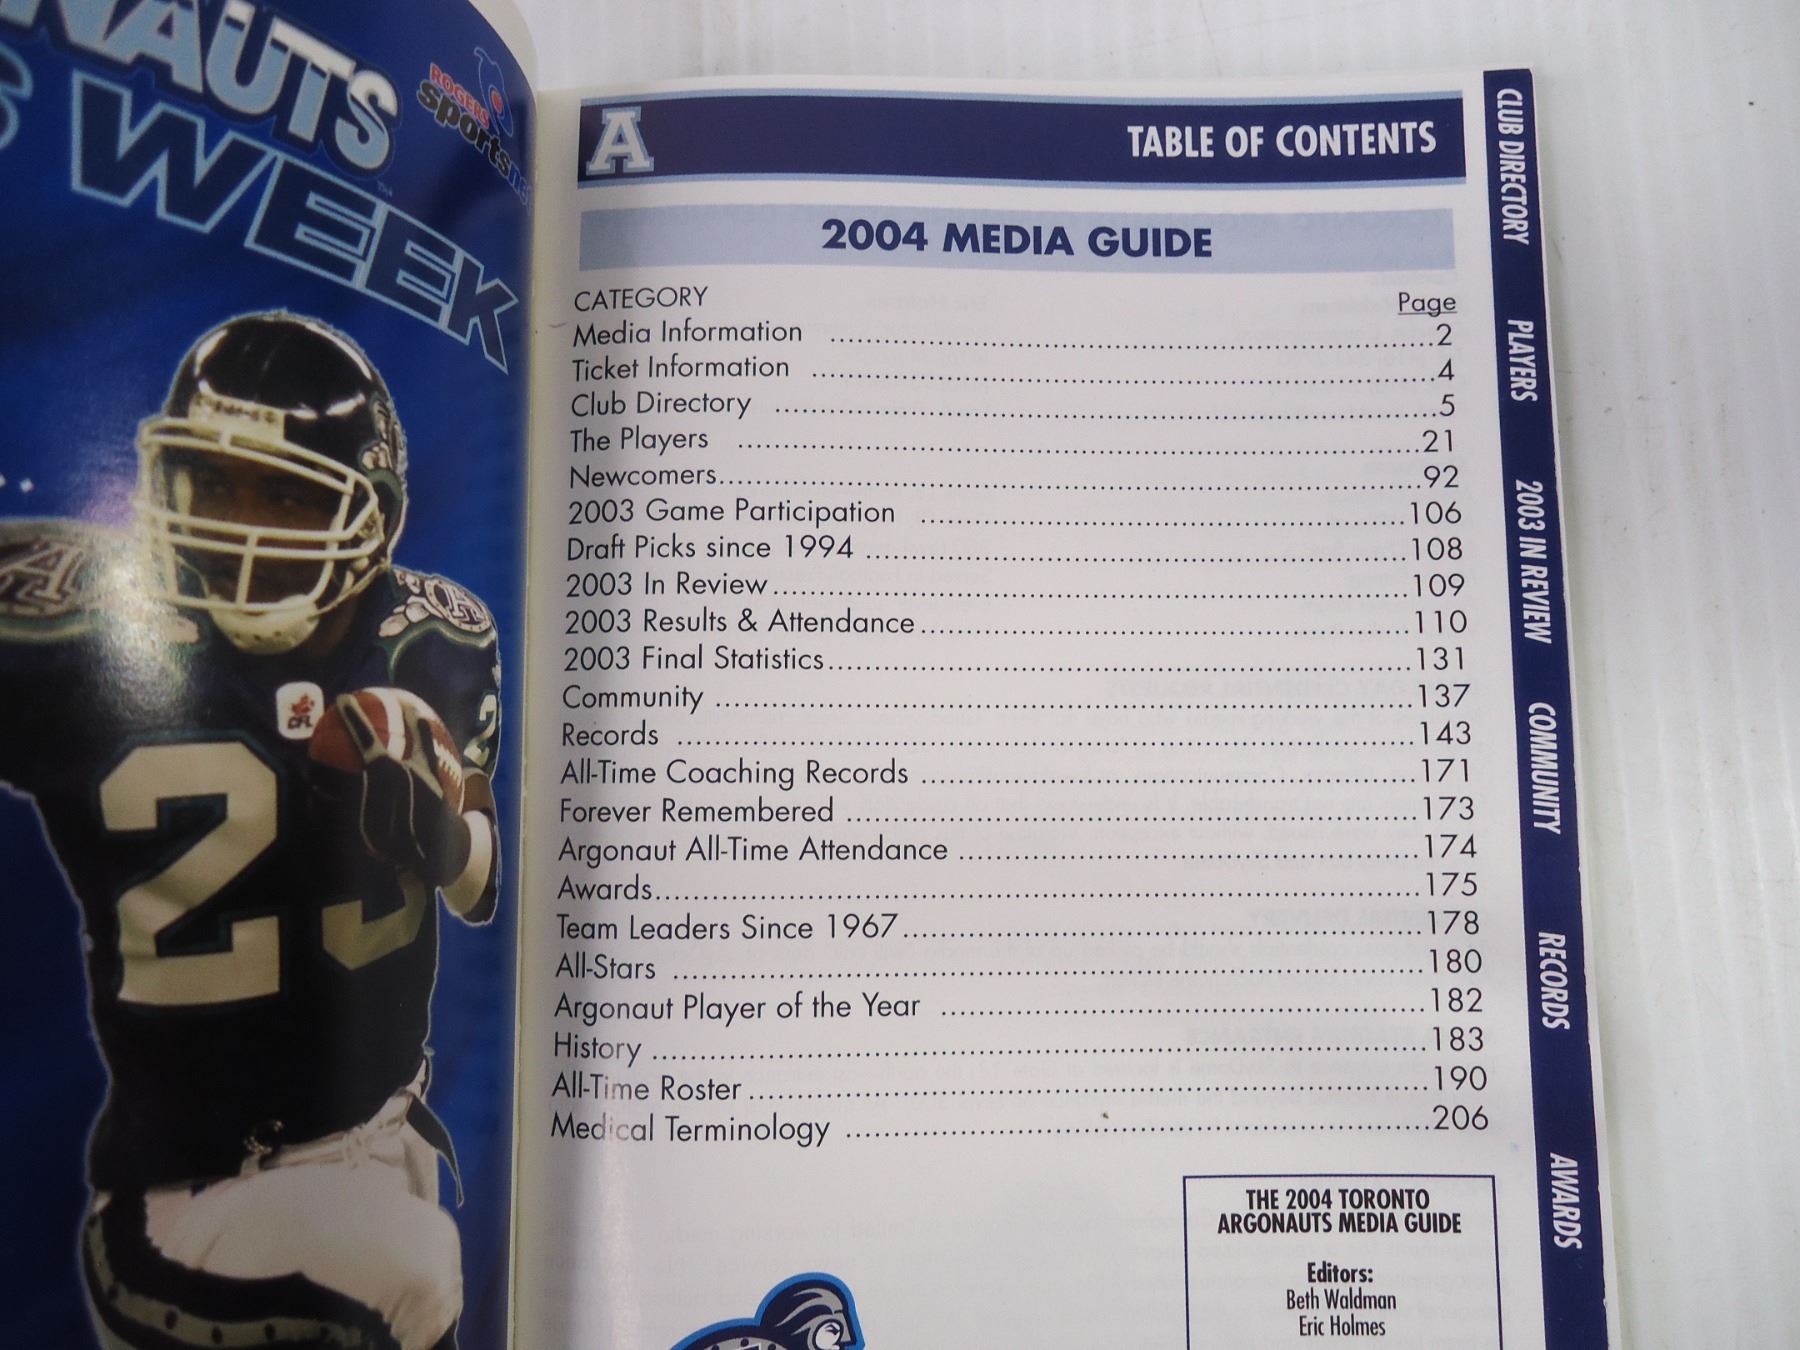 NAUTS
S WEEK
ROGERS
sportsnet
CFL
2
A
TABLE OF CONTENTS
2004 MEDIA GUIDE
CATEGORY Page
Media Information ........ 2
Ticket Information ........ 4
Club Directory ........ 5
The Players ........ 21
Newcomers ........ 92
2003 Game Participation ........ 106
Draft Picks since 1994 ........ 108
2003 In Review ........ 109
2003 Results & Attendance ........ 110
2003 Final Statistics ........ 131
Community ........ 137
Records ........ 143
All-Time Coaching Records ........ 171
Forever Remembered ........ 173
Argonaut All-Time Attendance ........ 174
Awards ........ 175
Team Leaders Since 1967 ........ 178
All-Stars ........ 180
Argonaut Player of the Year ........ 182
History ........ 183
All-Time Roster ........ 190
Medical Terminology ........ 206
THE 2004 TORONTO
ARGONAUTS MEDIA GUIDE
Editors:
Beth Waldman
Eric Holmes
CLUB DIRECTORY
PLAYERS
2003 IN REVIEW
COMMUNITY
RECORDS
AWARDS